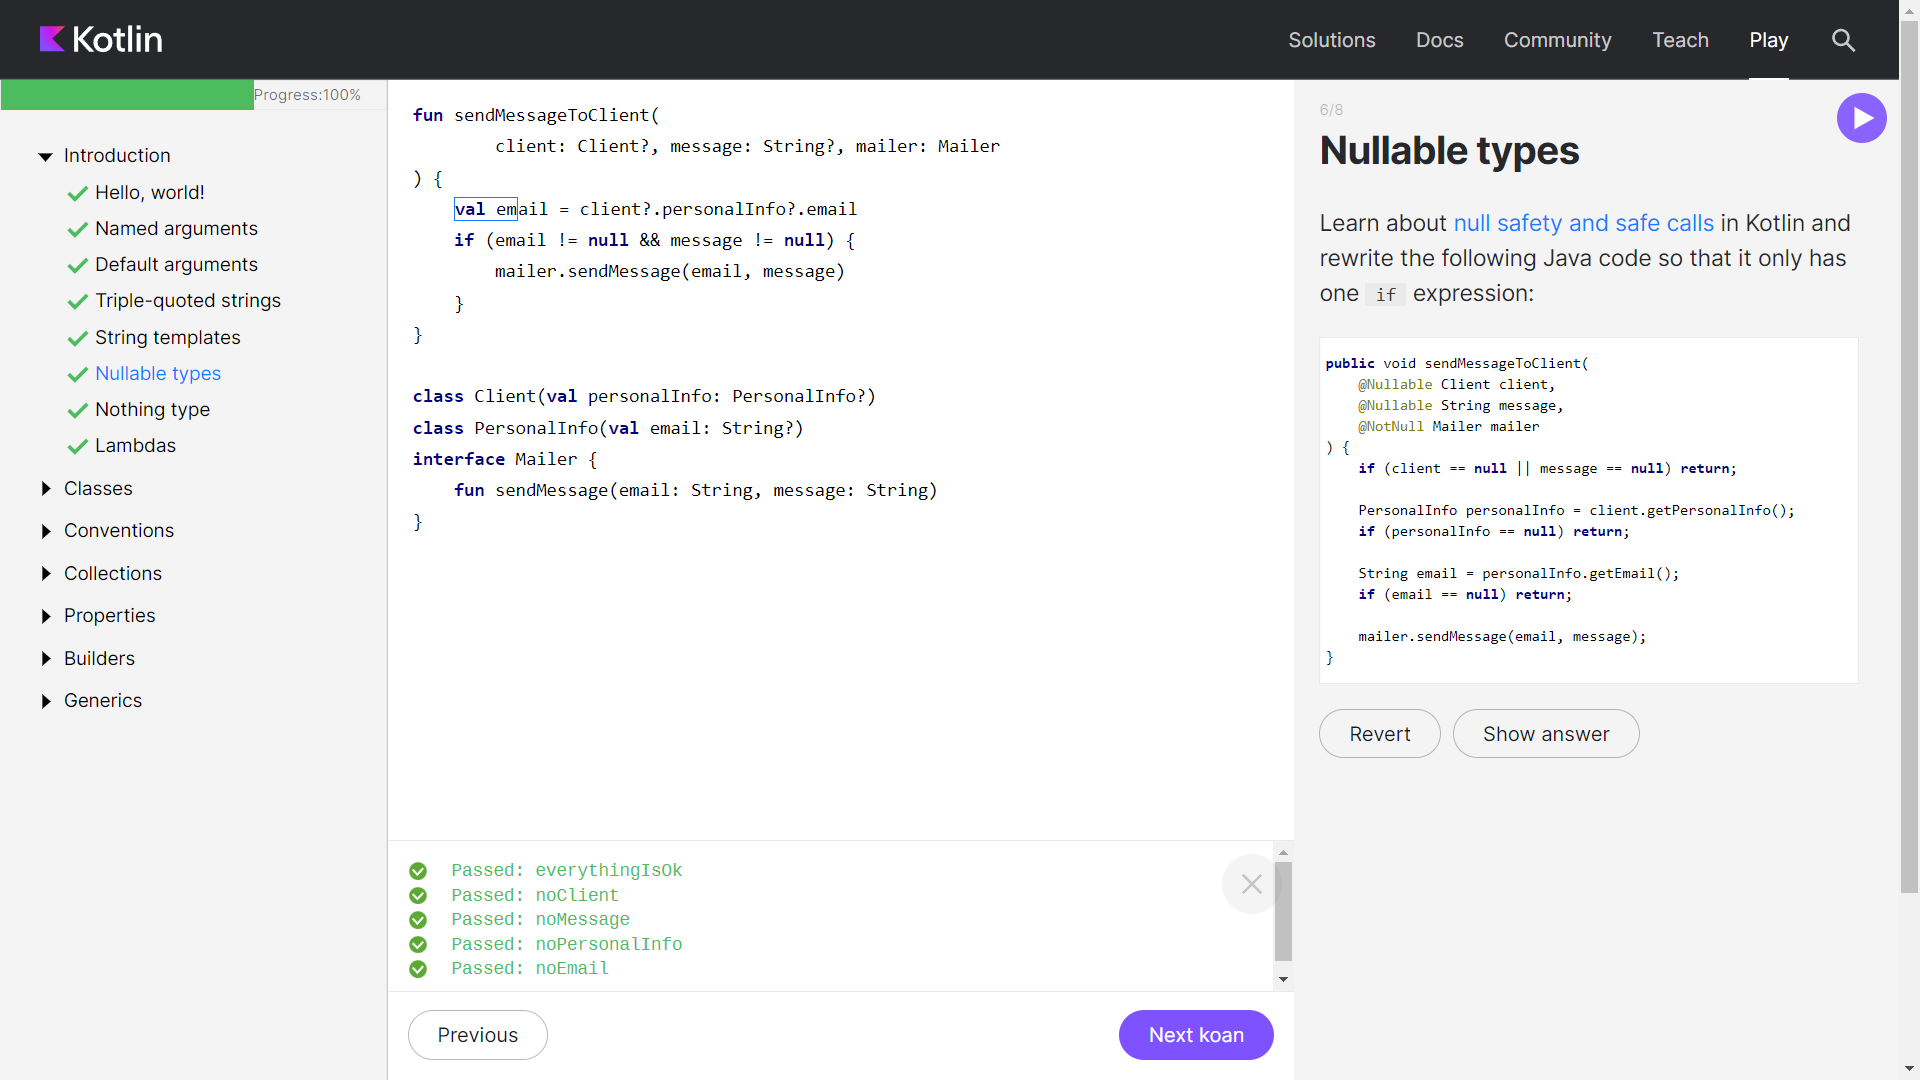 Kotlin
Solutions
Docs
Community
Teach
Play
Progress:100%
Introduction
Hello, world!
Named arguments
Default arguments
Triple-quoted strings
String templates
Nullable types
Nothing type
Lambdas
Classes
Conventions
Collections
Properties
Builders
Generics
fun sendMessageToClient(
        client: Client?, message: String?, mailer: Mailer
) {
    val email = client?.personalInfo?.email
    if (email != null && message != null) {
        mailer.sendMessage(email, message)
    }
}
class Client(val personalInfo: PersonalInfo?)
class PersonalInfo(val email: String?)
interface Mailer {
    fun sendMessage(email: String, message: String)
}
Passed: everythingIsOk
Passed: noClient
Passed: noMessage
Passed: noPersonalInfo
Passed: noEmail
Previous
Next koan
6/8
Nullable types
Learn about null safety and safe calls in Kotlin and
rewrite the following Java code so that it only has
one if expression:
public void sendMessageToClient(
    @Nullable Client client,
    @Nullable String message,
    @NotNull Mailer mailer
) {
    if (client == null || message == null) return;
    PersonalInfo personalInfo = client.getPersonalInfo();
    if (personalInfo == null) return;
    String email = personalInfo.getEmail();
    if (email == null) return;
    mailer.sendMessage(email, message);
}
Revert
Show answer